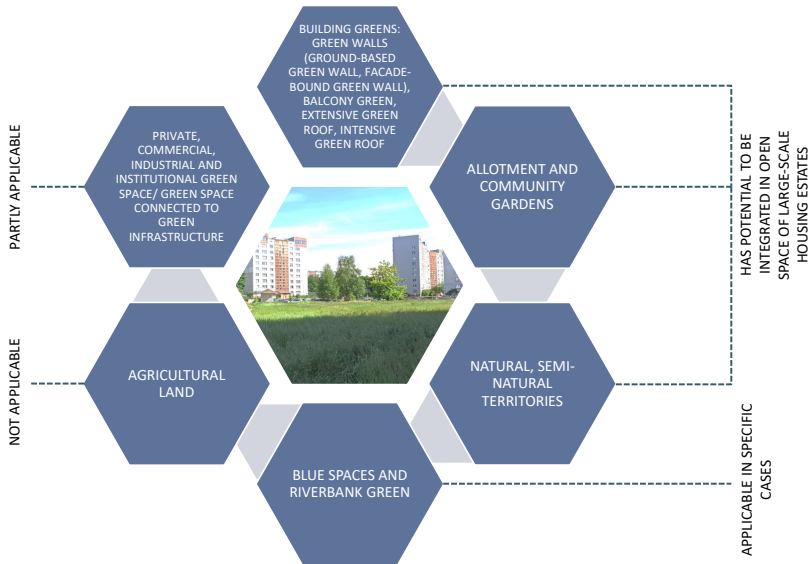 BUILDING GREENS:
GREEN WALLS
(GROUND-BASED
GREEN WALL, FACADE-
BOUND GREEN WALL),
BALCONY GREEN,
EXTENSIVE GREEN
ROOF, INTENSIVE
GREEN ROOF
PRIVATE,
COMMERCIAL,
INDUSTRIAL AND
INSTITUTIONAL GREEN
SPACE/ GREEN SPACE
CONNECTED TO
GREEN
INFRASTRUCTURE
ALLOTMENT AND
COMMUNITY
GARDENS
AGRICULTURAL
LAND
NATURAL, SEMI-
NATURAL
TERRITORIES
BLUE SPACES AND
RIVERBANK GREEN
PARTLY APPLICABLE
NOT APPLICABLE
HAS POTENTIAL TO BE
INTEGRATED IN OPEN
SPACE OF LARGE-SCALE
HOUSING ESTATES
APPLICABLE IN SPECIFIC
CASES